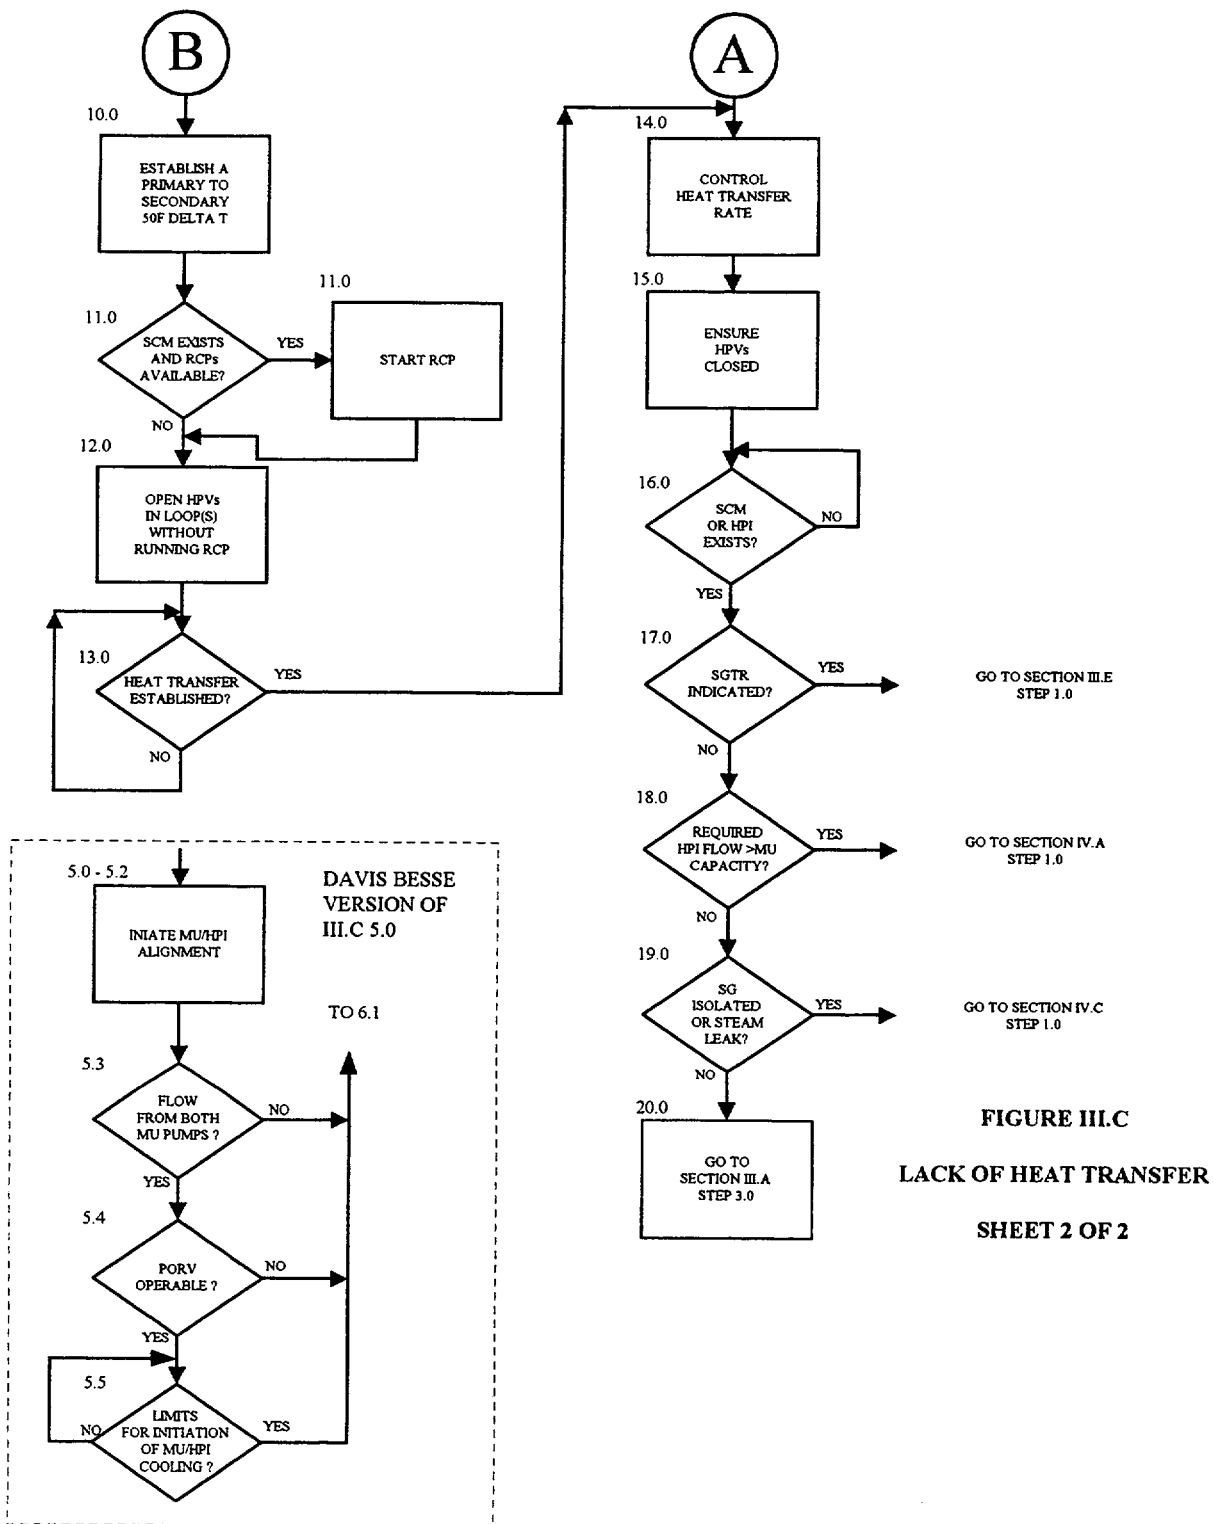 B
10.0
ESTABLISH A
PRIMARY TO
SECONDARY
50F DELTA T
11.0
SCM EXISTS
AND RCPs
AVAILABLE?
YES
NO
11.0
START RCP
12.0
OPEN HPVs
IN LOOP(S)
WITHOUT
RUNNING RCP
13.0
HEAT TRANSFER
ESTABLISHED?
YES
NO
A
14.0
CONTROL
HEAT TRANSFER
RATE
15.0
ENSURE
HPVs
CLOSED
16.0
SCM
OR HPI
EXISTS?
NO
YES
17.0
SGTR
INDICATED?
YES
GO TO SECTION III.E
STEP 1.0
NO
18.0
REQUIRED
HPI FLOW >MU
CAPACITY?
YES
GO TO SECTION IV.A
STEP 1.0
NO
19.0
SG
ISOLATED
OR STEAM
LEAK?
YES
GO TO SECTION IV.C
STEP 1.0
NO
20.0
GO TO
SECTION III.A
STEP 3.0
5.0 - 5.2
INIATE MU/HPI
ALIGNMENT
DAVIS BESSE
VERSION OF
III.C 5.0
TO 6.1
5.3
FLOW
FROM BOTH
MU PUMPS ?
NO
YES
5.4
PORV
OPERABLE ?
NO
YES
5.5
LIMITS
FOR INITIATION
OF MU/HPI
COOLING ?
NO
YES
FIGURE III.C
LACK OF HEAT TRANSFER
SHEET 2 OF 2